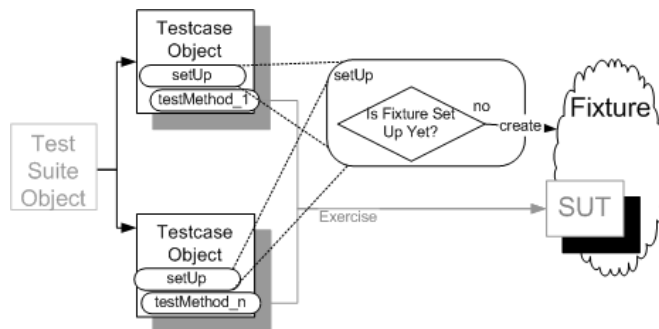 Test
Suite
Object
Testcase
Object
setUp
testMethod_1
Testcase
Object
setUp
testMethod_n
setUp
Is Fixture Set
Up Yet?
no
create
Exercise
Fixture
SUT